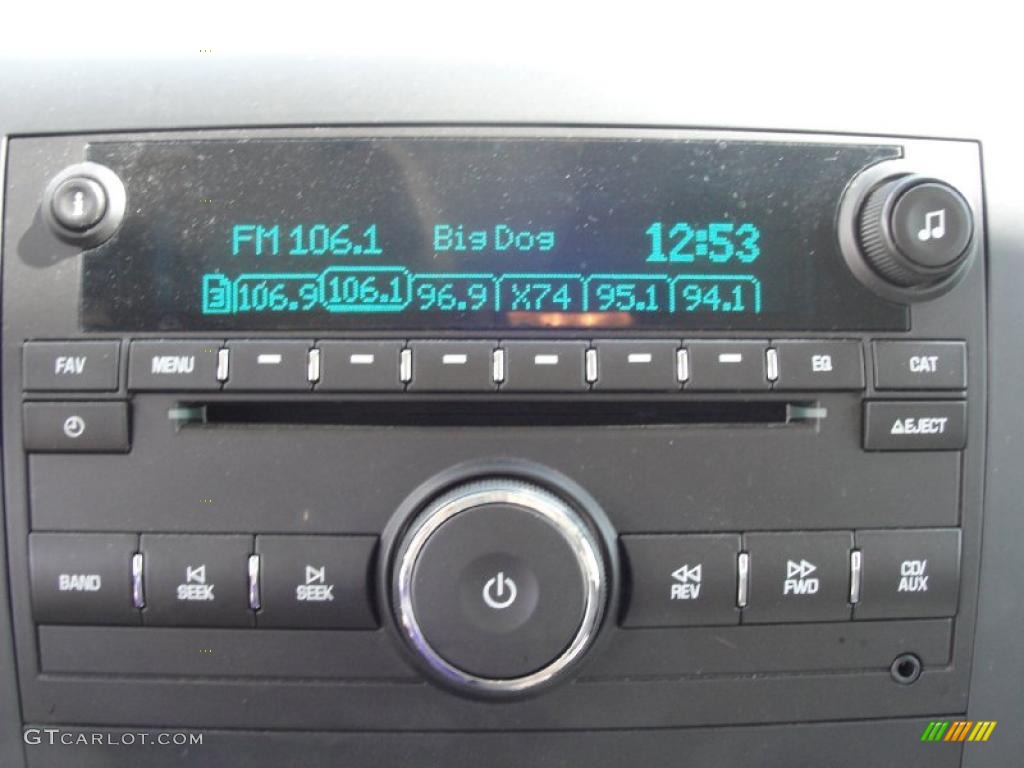 FM 106.1 Big Dog 12:53
3 106.9 106.1 96.9 X74 95.1 94.1
FAV MENU EQ CAT
EJECT
BAND SEEK SEEK REV FWD CD/
AUX
GTCARLOT.COM